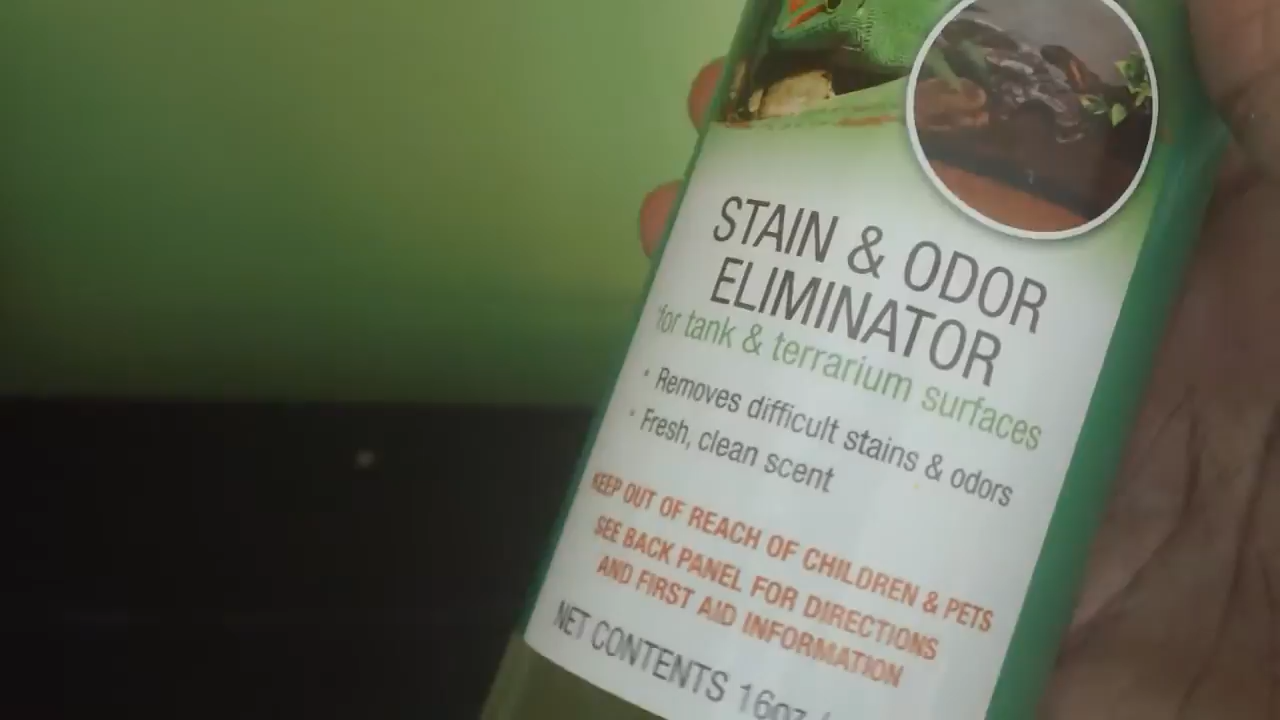 STAIN & ODOR
ELIMINATOR
for tank & terrarium surfaces
• Removes difficult stains & odors
• Fresh, clean scent
KEEP OUT OF REACH OF CHILDREN & PETS
SEE BACK PANEL FOR DIRECTIONS
AND FIRST AID INFORMATION
NET CONTENTS 16oz